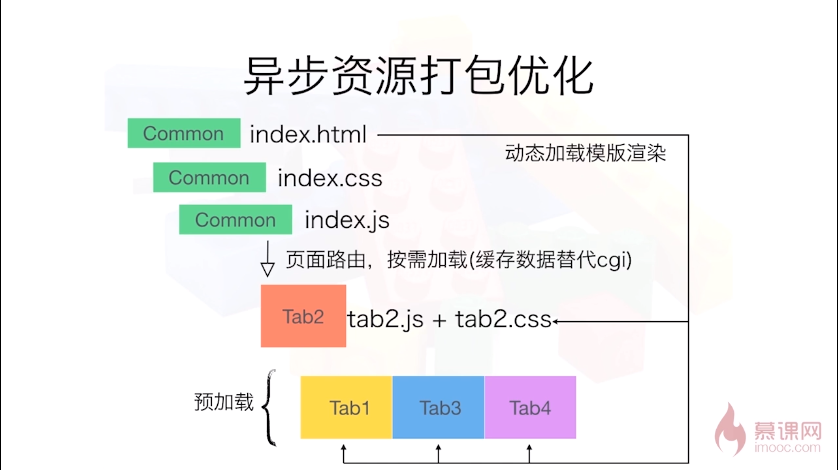 异步资源打包优化
Common index.html
动态加载模版渲染
Common index.css
Common index.js
页面路由，按需加载(缓存数据替代cgi)
Tab2 tab2.js + tab2.css
预加载 Tab1 Tab3 Tab4
慕课网
imooc.com